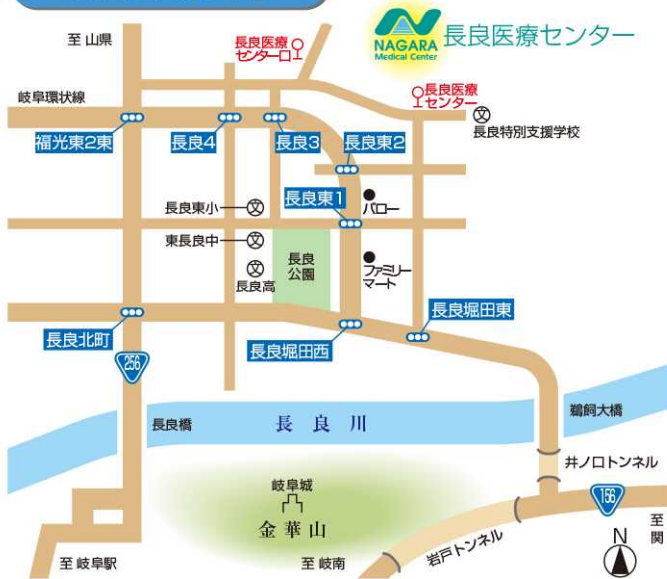 至 山県
長良医療
センター口
NAGARA
Medical Center
長良医療センター
岐阜環状線
長良医療
センター
長良特別支援学校
福光東2東
長良4
長良3
長良東2
長良東小
長良東1
バロー
東長良中
長良
公園
長良高
ファミリー
マート
長良北町
長良堀田西
長良堀田東
256
長良橋
長良川
鵜飼大橋
井ノ口トンネル
岐阜城
金華山
156
至
関
至 岐阜駅
至 岐南
岩戸トンネル
N
文
文
文
文